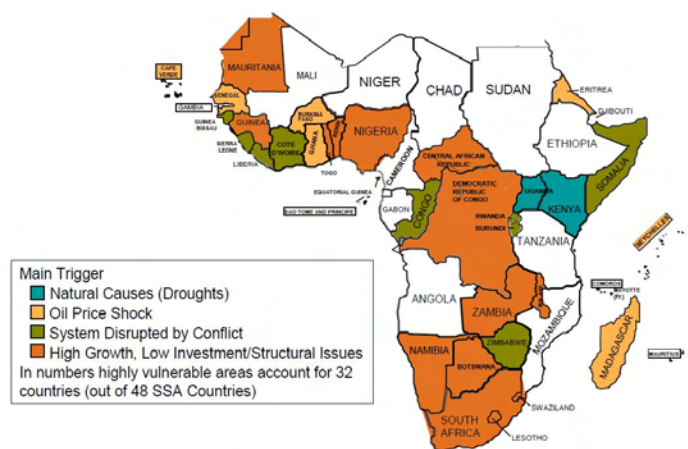 CAPE
VERDE
MAURITANIA
MALI
NIGER
CHAD
SUDAN
ERITREA
DJIBOUTI
SENEGAL
GAMBIA
GUINEA
BISSAU
GUINEA
SIERRA
LEONE
LIBERIA
COTE
D'IVOIRE
BURKINA
FASO
GHANA
TOGO
NIGERIA
CAMEROON
CENTRAL AFRICAN
REPUBLIC
ETHIOPIA
SOMALIA
EQUATORIAL GUINEA
SAO TOME AND PRINCIPE
GABON
CONGO
DEMOCRATIC
REPUBLIC
OF CONGO
UGANDA
KENYA
RWANDA
BURUNDI
TANZANIA
SEYCHELLES
COMOROS
MAYOTTE
(Fr.)
ANGOLA
ZAMBIA
MOZAMBIQUE
ZIMBABWE
MADAGASCAR
MAURITIUS
NAMIBIA
BOTSWANA
SWAZILAND
LESOTHO
SOUTH
AFRICA
Main Trigger
Natural Causes (Droughts)
Oil Price Shock
System Disrupted by Conflict
High Growth, Low Investment/Structural Issues
In numbers highly vulnerable areas account for 32
countries (out of 48 SSA Countries)